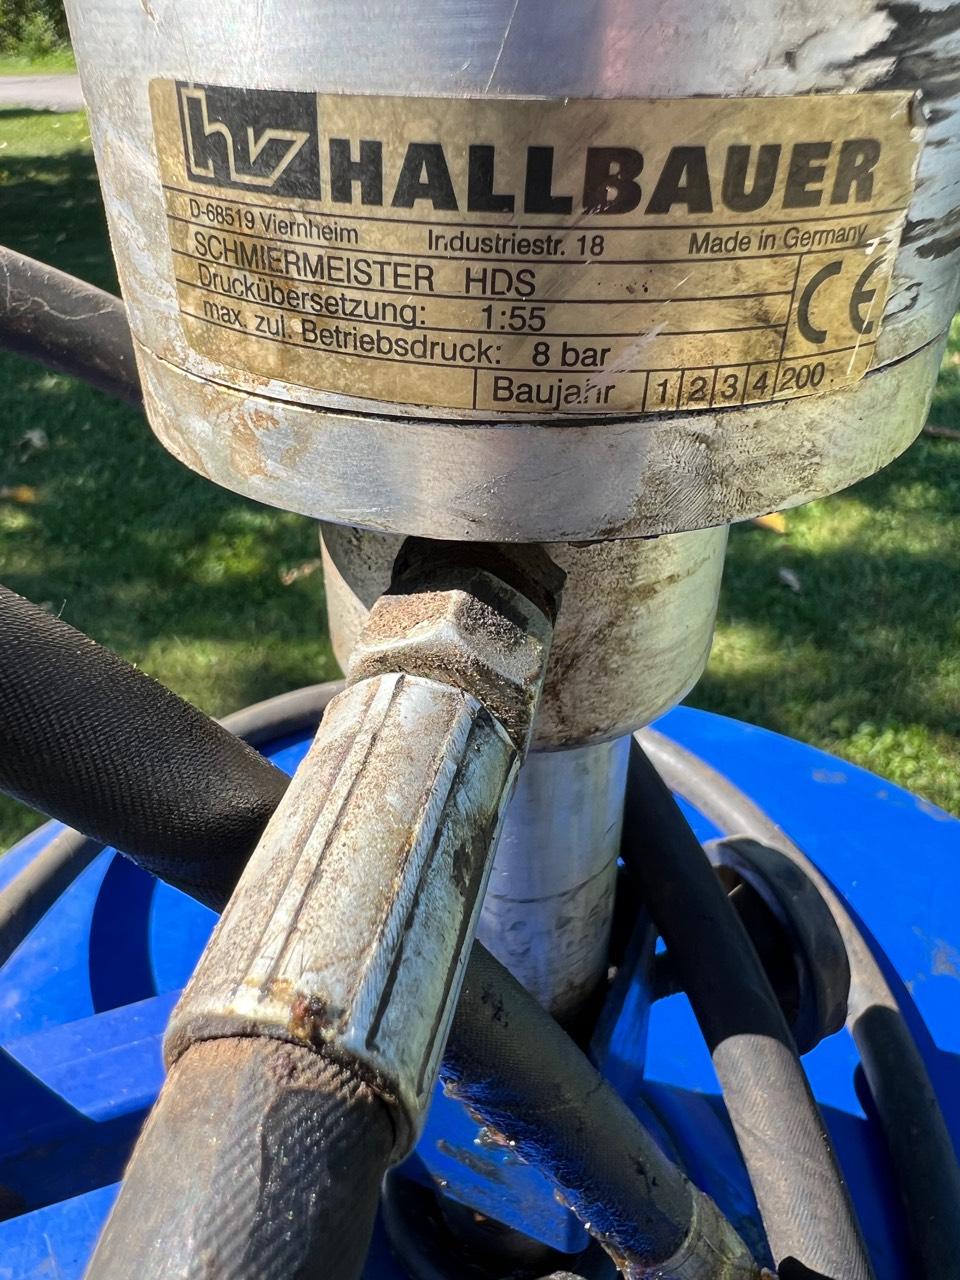 hv HALLBAUER
D-68519 Viernheim Industriestr. 18 Made in Germany
SCHMIERMEISTER HDS
Druckübersetzung: 1:55 CE
max. zul. Betriebsdruck: 8 bar
Baujahr 1 2 3 4 200